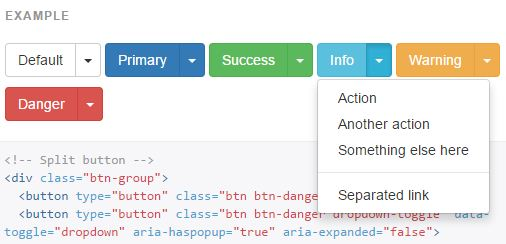 EXAMPLE
Default Primary Success Info Warning
Danger
Action
Another action
Something else here
Separated link
<!-- Split button -->
<div class="btn-group">
<button type="button" class="btn btn-danger
<button type="button" class="btn btn-danger dropdown-toggle" data-
toggle="dropdown" aria-haspopup="true" aria-expanded="false">